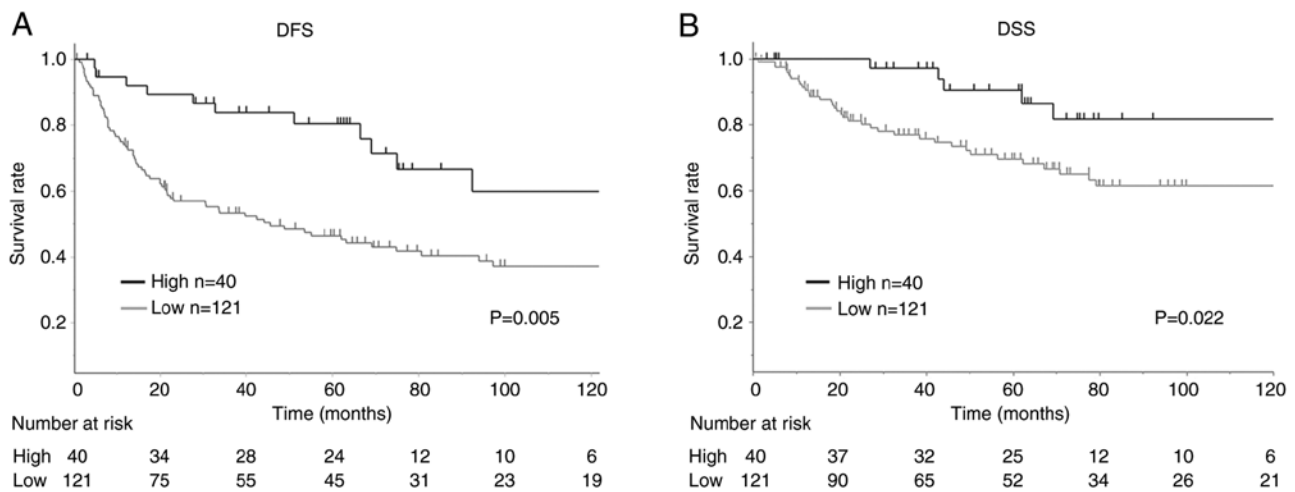 A
DFS
Survival rate
1.0
0.8
0.6
0.4
0.2
High n=40
Low n=121
P=0.005
0 20 40 60 80 100 120
Time (months)
Number at risk
High 40 34 28 24 12 10 6
Low 121 75 55 45 31 23 19
B
DSS
Survival rate
1.0
0.8
0.6
0.4
0.2
High n=40
Low n=121
P=0.022
0 20 40 60 80 100 120
Time (months)
Number at risk
High 40 37 32 25 12 10 6
Low 121 90 65 52 34 26 21